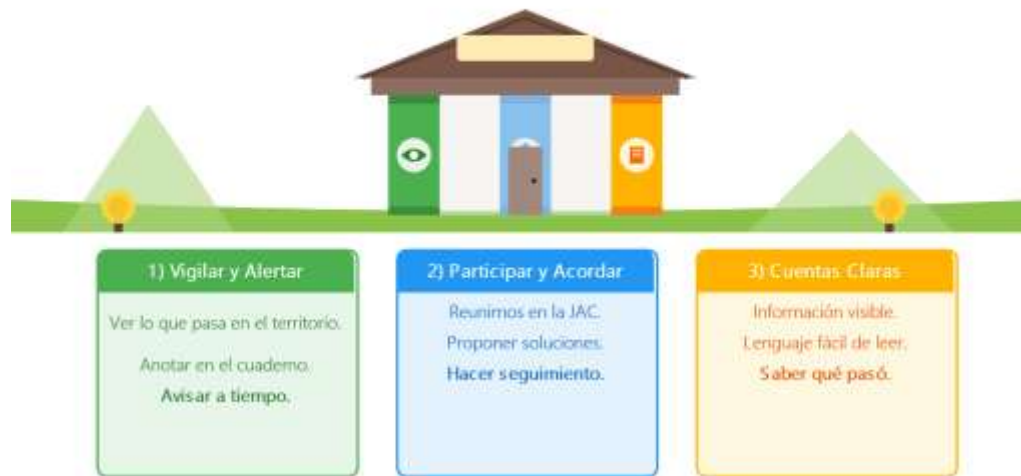 1) Vigilar y Alertar
Ver lo que pasa en el territorio.
Anotar en el cuaderno.
Avisar a tiempo.
2) Participar y Acordar
Reunirnos en la JAC.
Proponer soluciones.
Hacer seguimiento.
3) Cuentas Claras
Información visible.
Lenguaje fácil de leer.
Saber qué pasó.